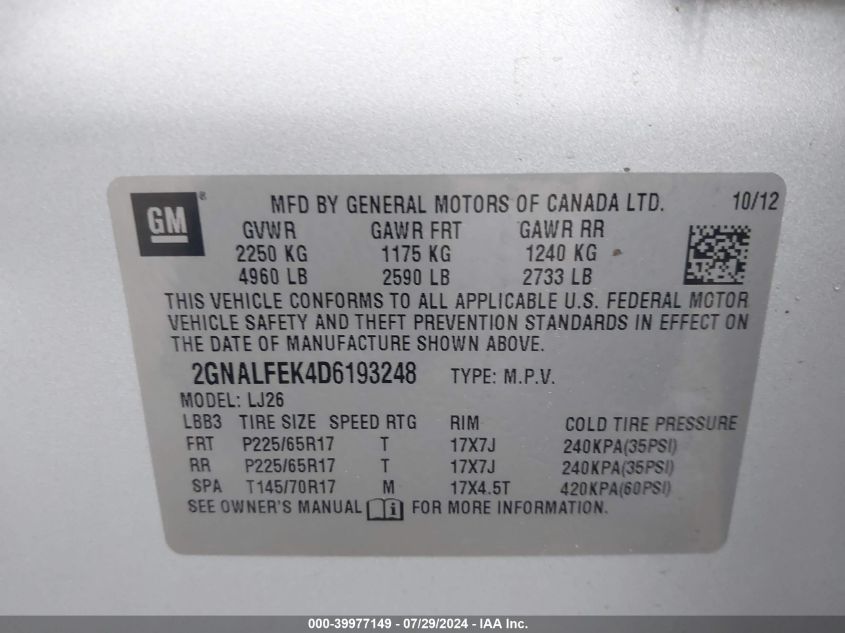 GM ® MFD BY GENERAL MOTORS OF CANADA LTD. 10/12
GVWR GAWR FRT GAWR RR
2250 KG 1175 KG 1240 KG
4960 LB 2590 LB 2733 LB
THIS VEHICLE CONFORMS TO ALL APPLICABLE U.S. FEDERAL MOTOR
VEHICLE SAFETY AND THEFT PREVENTION STANDARDS IN EFFECT ON
THE DATE OF MANUFACTURE SHOWN ABOVE.
2GNALFEK4D6193248 TYPE: M.P.V.
MODEL: LJ26
LBB3 TIRE SIZE SPEED RTG RIM COLD TIRE PRESSURE
FRT P225/65R17 T 17X7J 240KPA(35PSI)
RR P225/65R17 T 17X7J 240KPA(35PSI)
SPA T145/70R17 M 17X4.5T 420KPA(60PSI)
SEE OWNER'S MANUAL i FOR MORE INFORMATION.
000-39977149 - 07/29/2024 - IAA Inc.